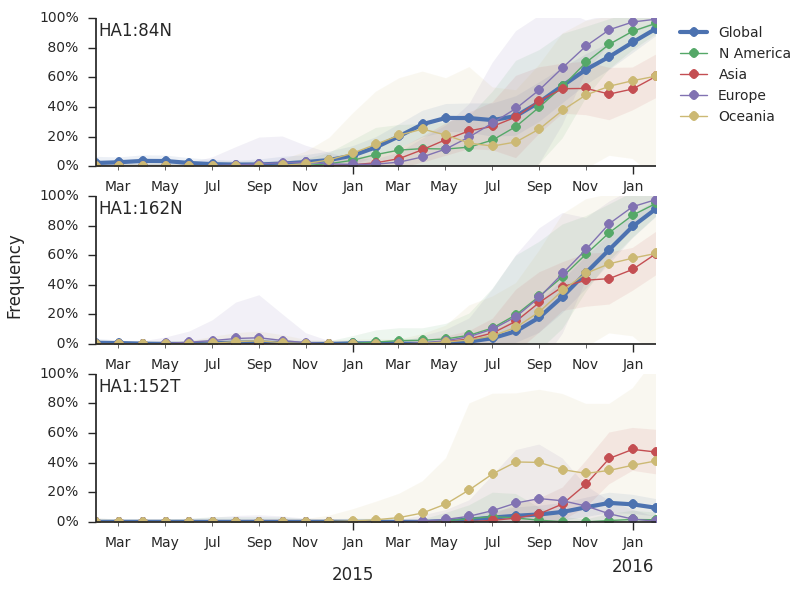 HA1:84N
100%
80%
60%
40%
20%
0%
Mar May Jul Sep Nov Jan Mar May Jul Sep Nov Jan
Global
N America
Asia
Europe
Oceania
HA1:162N
100%
80%
60%
40%
20%
0%
Mar May Jul Sep Nov Jan Mar May Jul Sep Nov Jan
Frequency
HA1:152T
100%
80%
60%
40%
20%
0%
Mar May Jul Sep Nov Jan Mar May Jul Sep Nov Jan
2015 2016